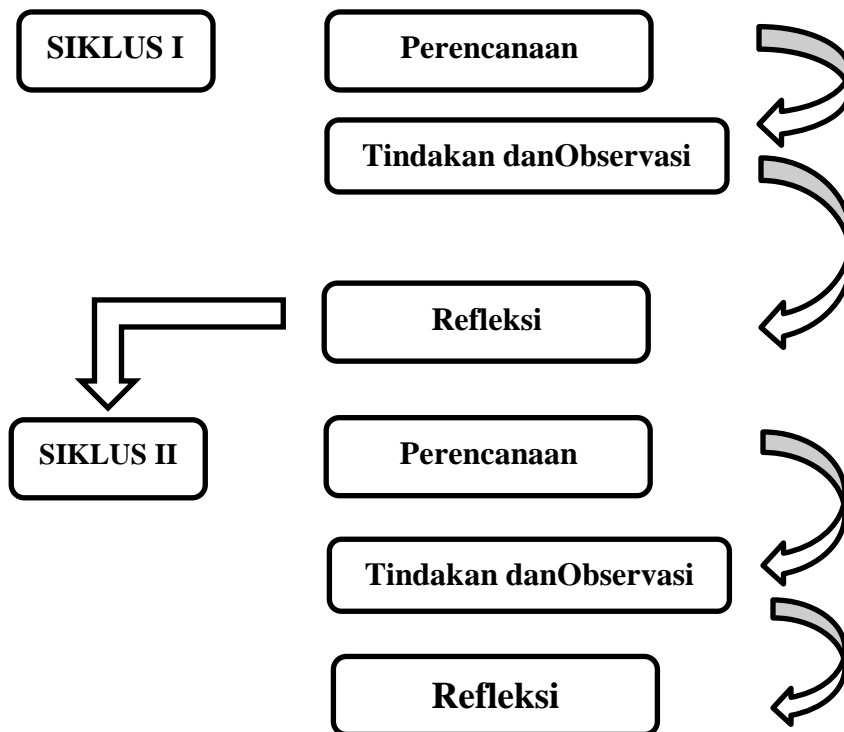 SIKLUS I
Perencanaan
Tindakan danObservasi
Refleksi
SIKLUS II
Perencanaan
Tindakan danObservasi
Refleksi